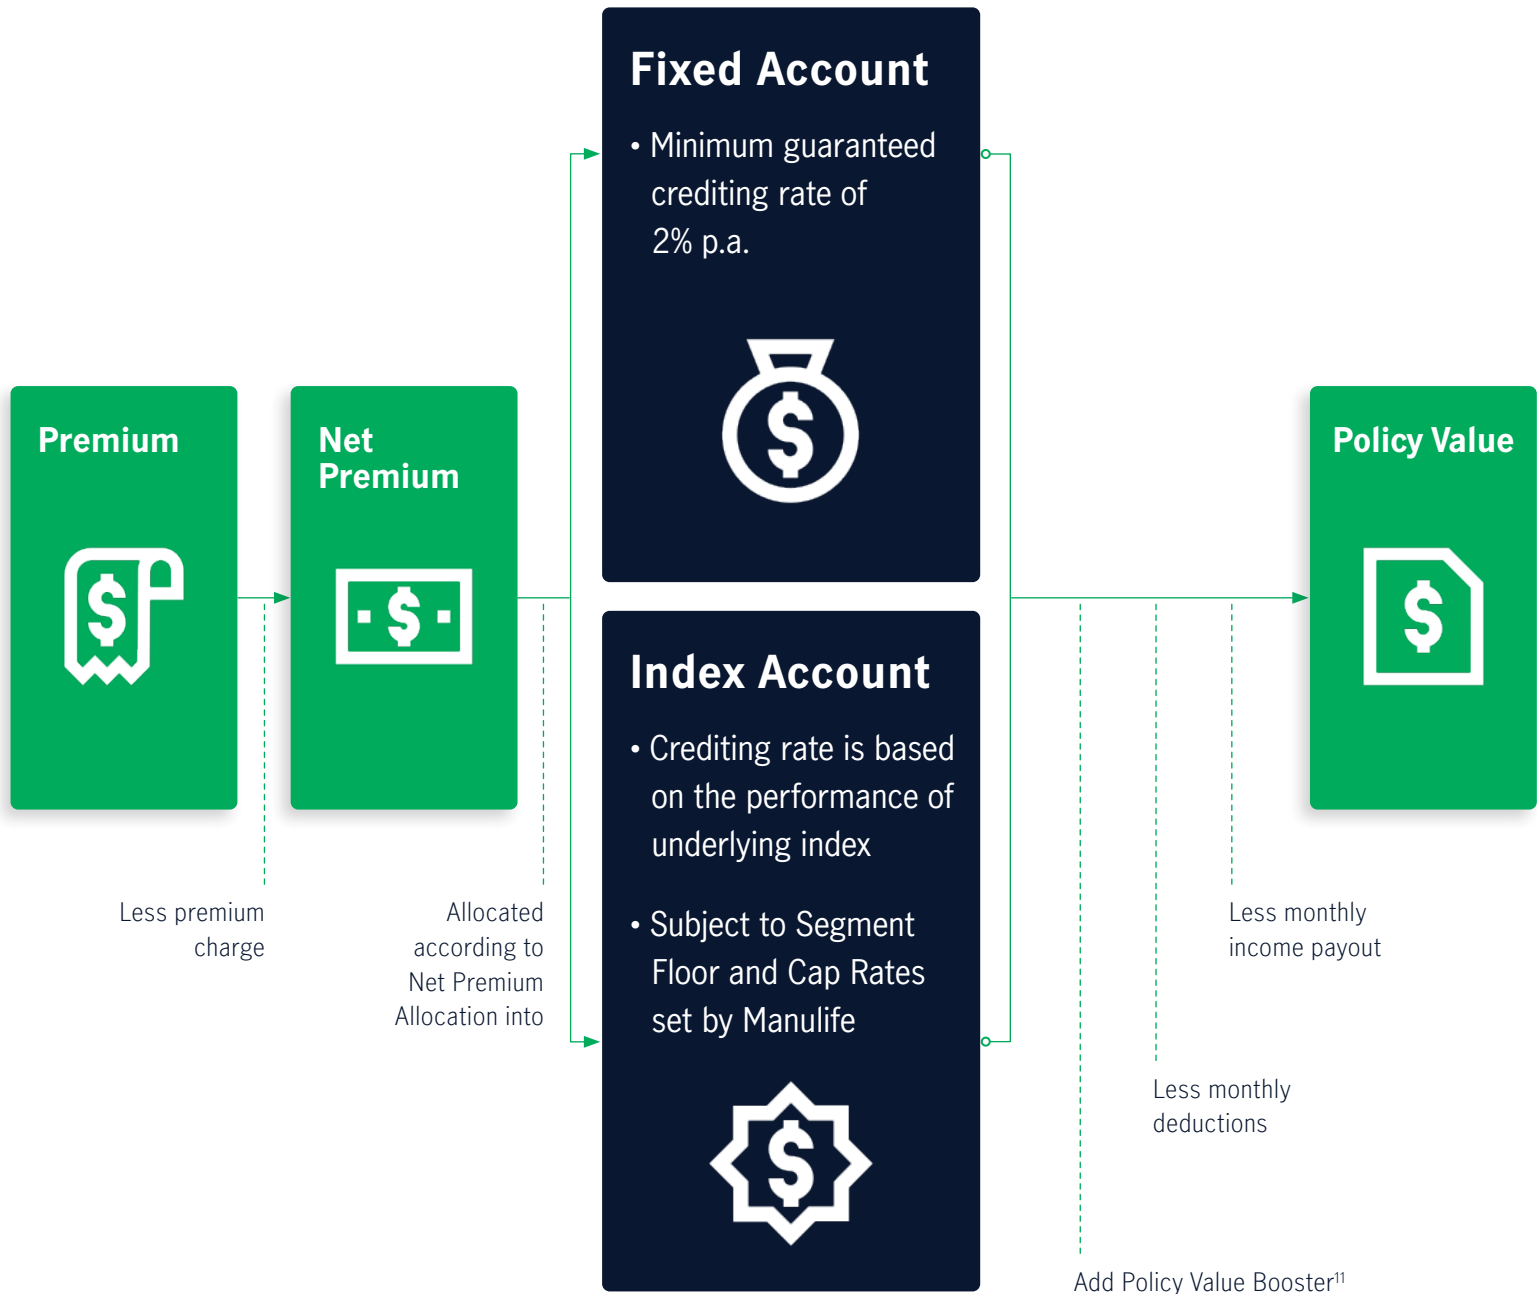 Fixed Account
• Minimum guaranteed
crediting rate of
2% p.a.
$
Premium
$
Net
Premium
$
Policy Value
$
Index Account
• Crediting rate is based
on the performance of
underlying index
• Subject to Segment
Floor and Cap Rates
set by Manulife
$
Less premium
charge
Allocated
according to
Net Premium
Allocation into
Less monthly
income payout
Less monthly
deductions
Add Policy Value Booster¹¹